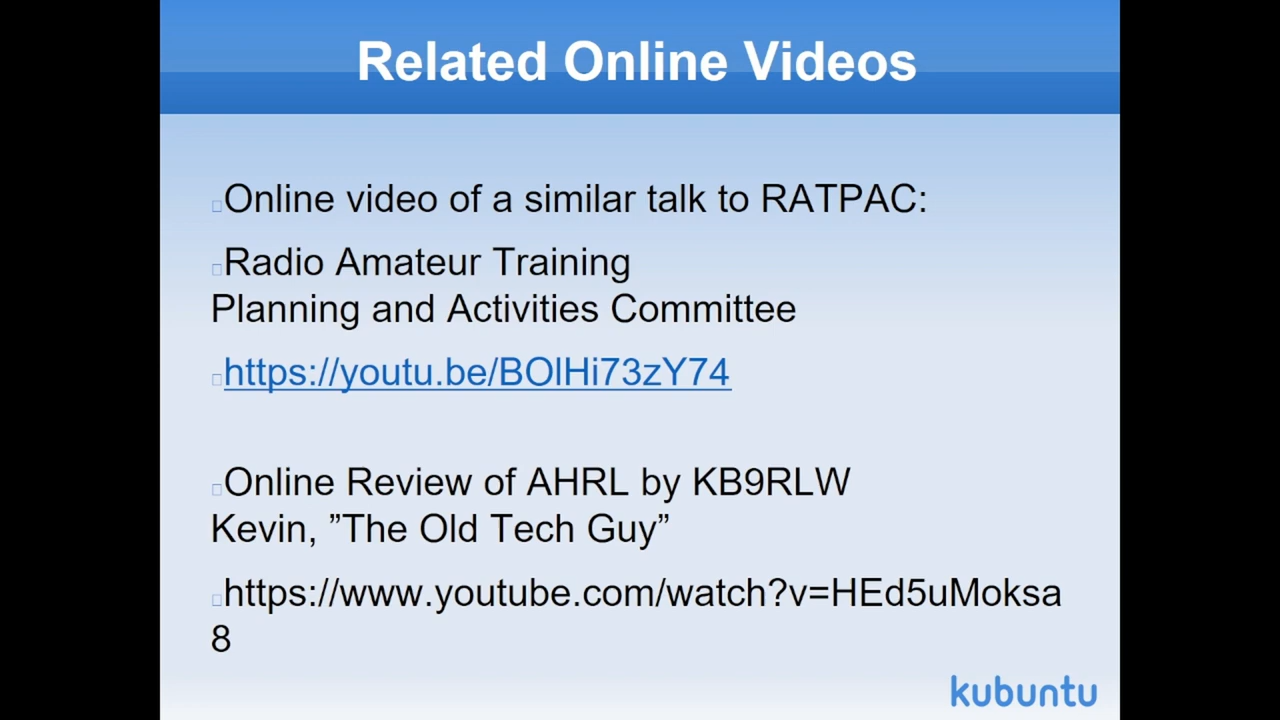 Related Online Videos
Online video of a similar talk to RATPAC:
Radio Amateur Training
Planning and Activities Committee
https://youtu.be/BOlHi73zY74
Online Review of AHRL by KB9RLW
Kevin, ”The Old Tech Guy”
https://www.youtube.com/watch?v=HEd5uMoksa
8
kubuntu